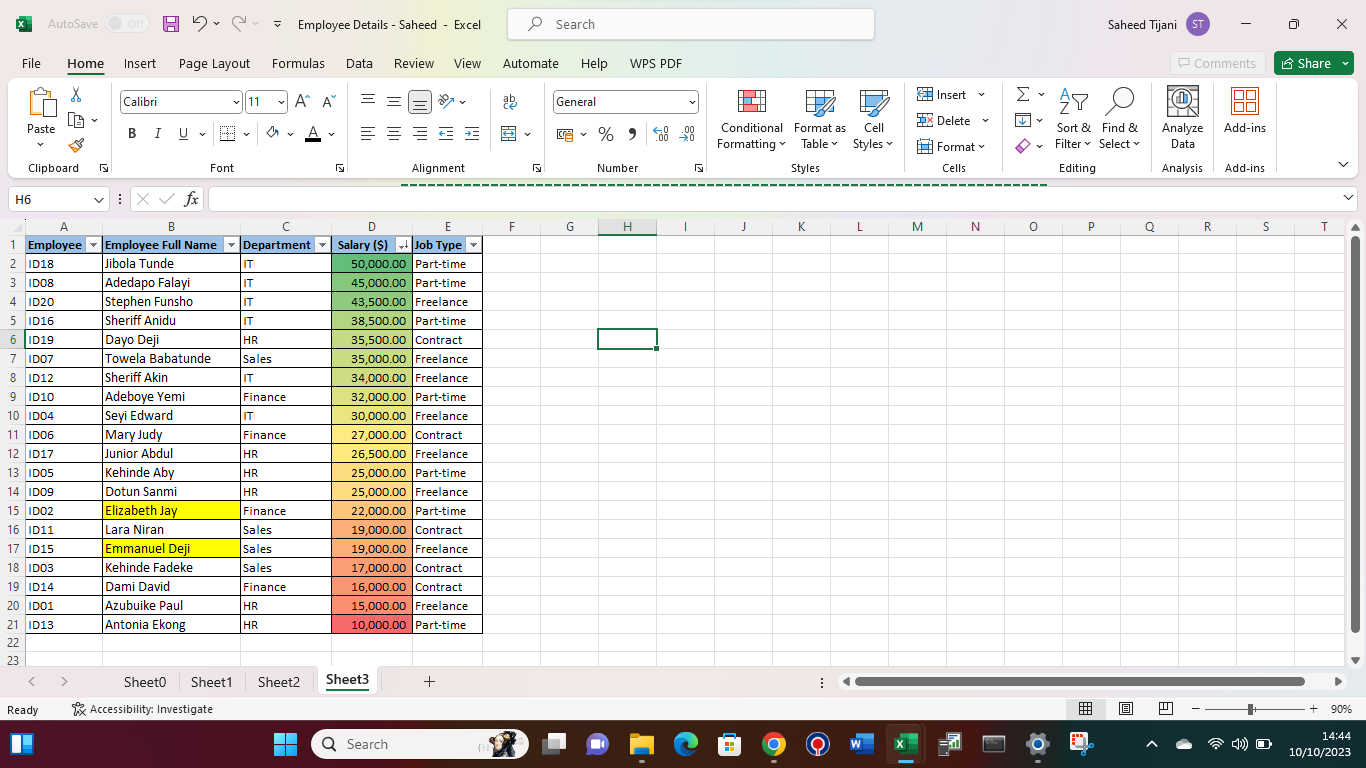 AutoSave Off Employee Details - Saheed - Excel Search Saheed Tijani ST
File Home Insert Page Layout Formulas Data Review View Automate Help WPS PDF Comments Share
Calibri 11 General Insert
Paste B I U A Conditional Formatting Format as Table Cell Styles Delete Sort & Filter Find & Select Analyze Data Add-ins
Format
Clipboard Font Alignment Number Styles Cells Editing Analysis Add-ins
H6 fx
A B C D E F G H I J K L M N O P Q R S T
1 Employee Employee Full Name Department Salary ($) Job Type
2 ID18 Jibola Tunde IT 50,000.00 Part-time
3 ID08 Adedapo Falayi IT 45,000.00 Part-time
4 ID20 Stephen Funsho IT 43,500.00 Freelance
5 ID16 Sheriff Anidu IT 38,500.00 Part-time
6 ID19 Dayo Deji HR 35,500.00 Contract
7 ID07 Towela Babatunde Sales 35,000.00 Freelance
8 ID12 Sheriff Akin IT 34,000.00 Freelance
9 ID10 Adeboye Yemi Finance 32,000.00 Part-time
10 ID04 Seyi Edward IT 30,000.00 Freelance
11 ID06 Mary Judy Finance 27,000.00 Contract
12 ID17 Junior Abdul HR 26,500.00 Freelance
13 ID05 Kehinde Aby HR 25,000.00 Part-time
14 ID09 Dotun Sanmi HR 25,000.00 Freelance
15 ID02 Elizabeth Jay Finance 22,000.00 Part-time
16 ID11 Lara Niran Sales 19,000.00 Contract
17 ID15 Emmanuel Deji Sales 19,000.00 Freelance
18 ID03 Kehinde Fadeke Sales 17,000.00 Contract
19 ID14 Dami David Finance 16,000.00 Contract
20 ID01 Azubuike Paul HR 15,000.00 Freelance
21 ID13 Antonia Ekong HR 10,000.00 Part-time
22
23
Sheet0 Sheet1 Sheet2 Sheet3
Ready Accessibility: Investigate 90%
Search 14:44
10/10/2023